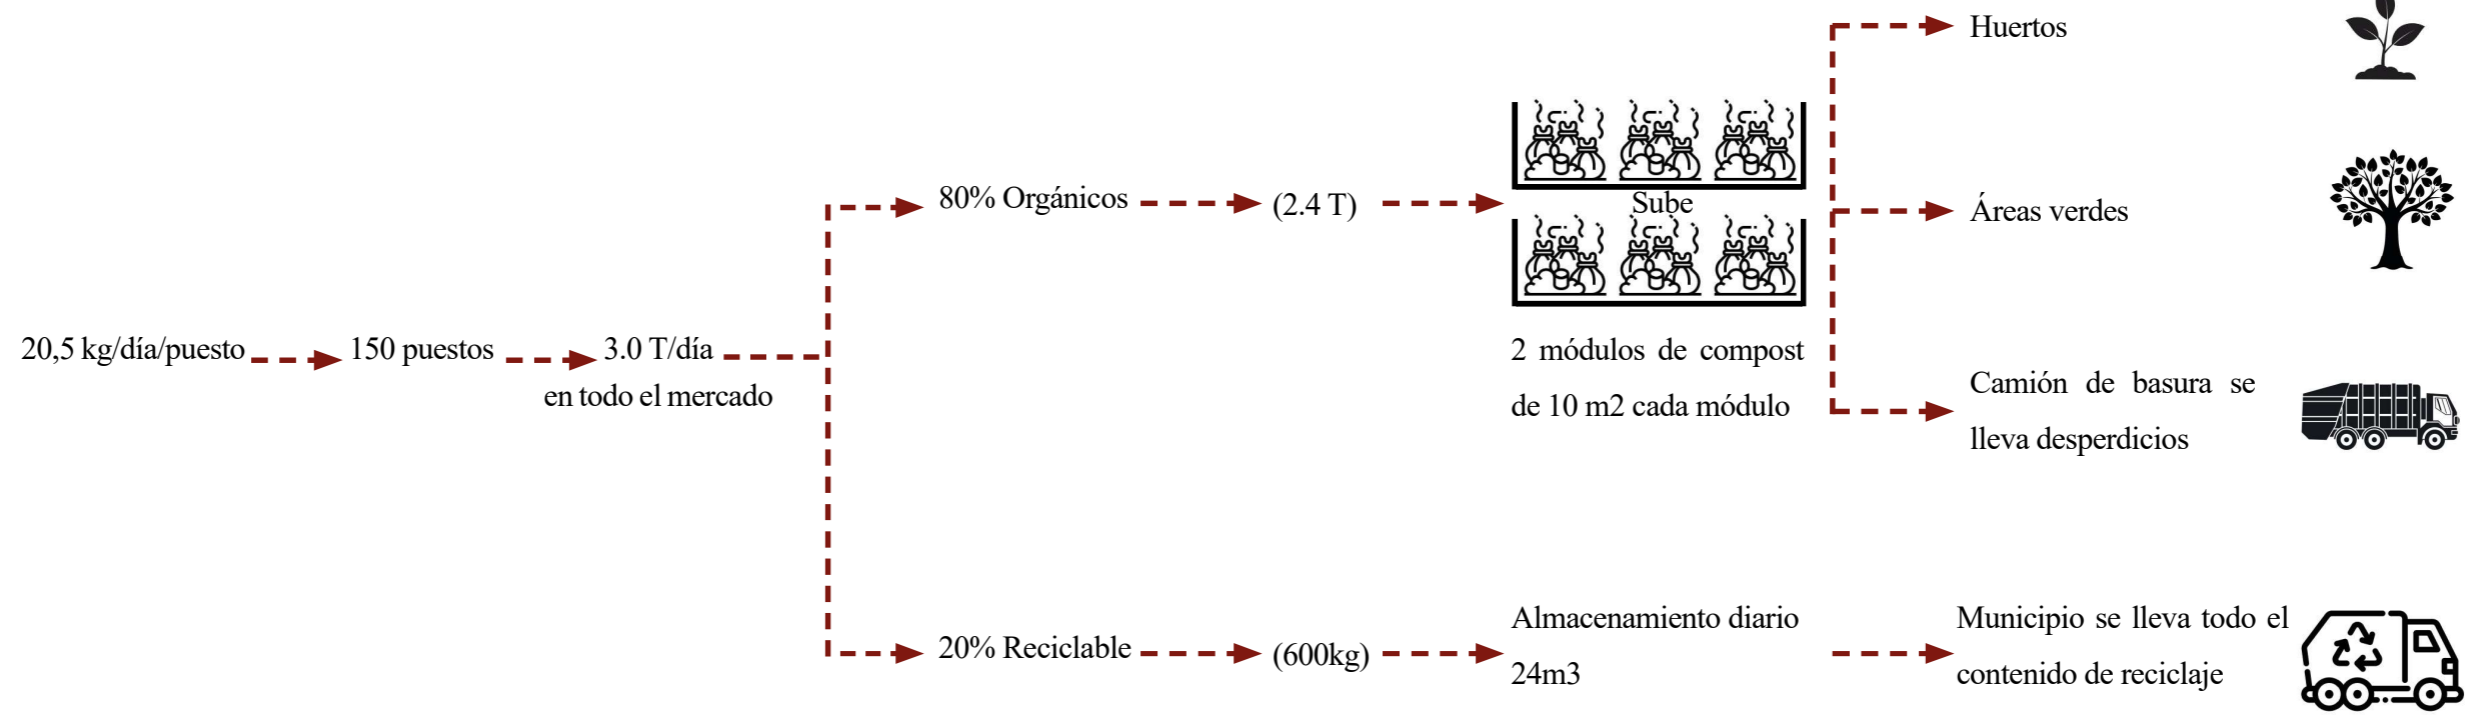 20,5 kg/día/puesto
150 puestos
3.0 T/día
en todo el mercado
80% Orgánicos
(2.4 T)
Sube
2 módulos de compost
de 10 m2 cada módulo
Huertos
Áreas verdes
Camión de basura se
lleva desperdicios
20% Reciclable
(600kg)
Almacenamiento diario
24m3
Municipio se lleva todo el
contenido de reciclaje